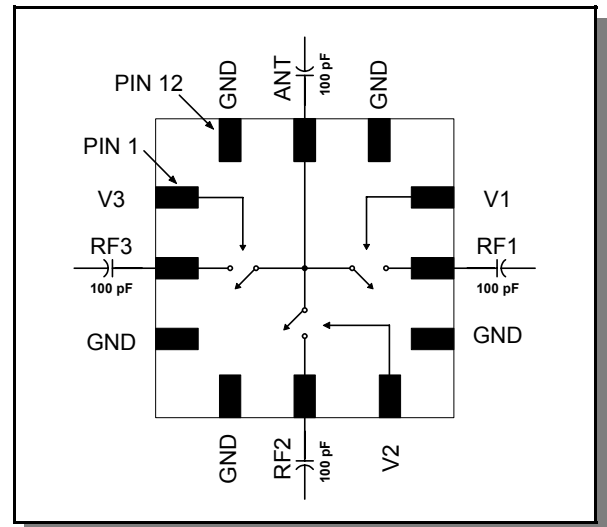 PIN 12
GND
ANT
100 pF
GND
PIN 1
V3
V1
RF3
100 pF
RF1
100 pF
GND
GND
GND
RF2
100 pF
V2